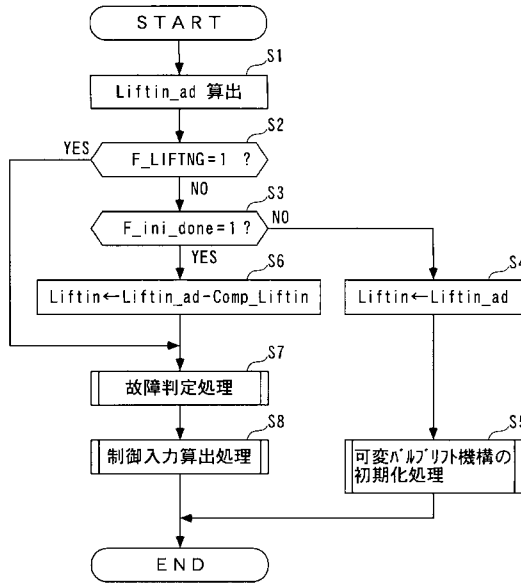 START
S1
Liftin_ad 算出
S2
YES
F_LIFTNG=1 ?
NO
S3
F_ini_done=1?
NO
YES
S6
S4
Liftin←Liftin_ad-Comp_Liftin
Liftin←Liftin_ad
S7
故障判定処理
S8
S5
制御入力算出処理
可変バルブリフト機構の
初期化処理
END